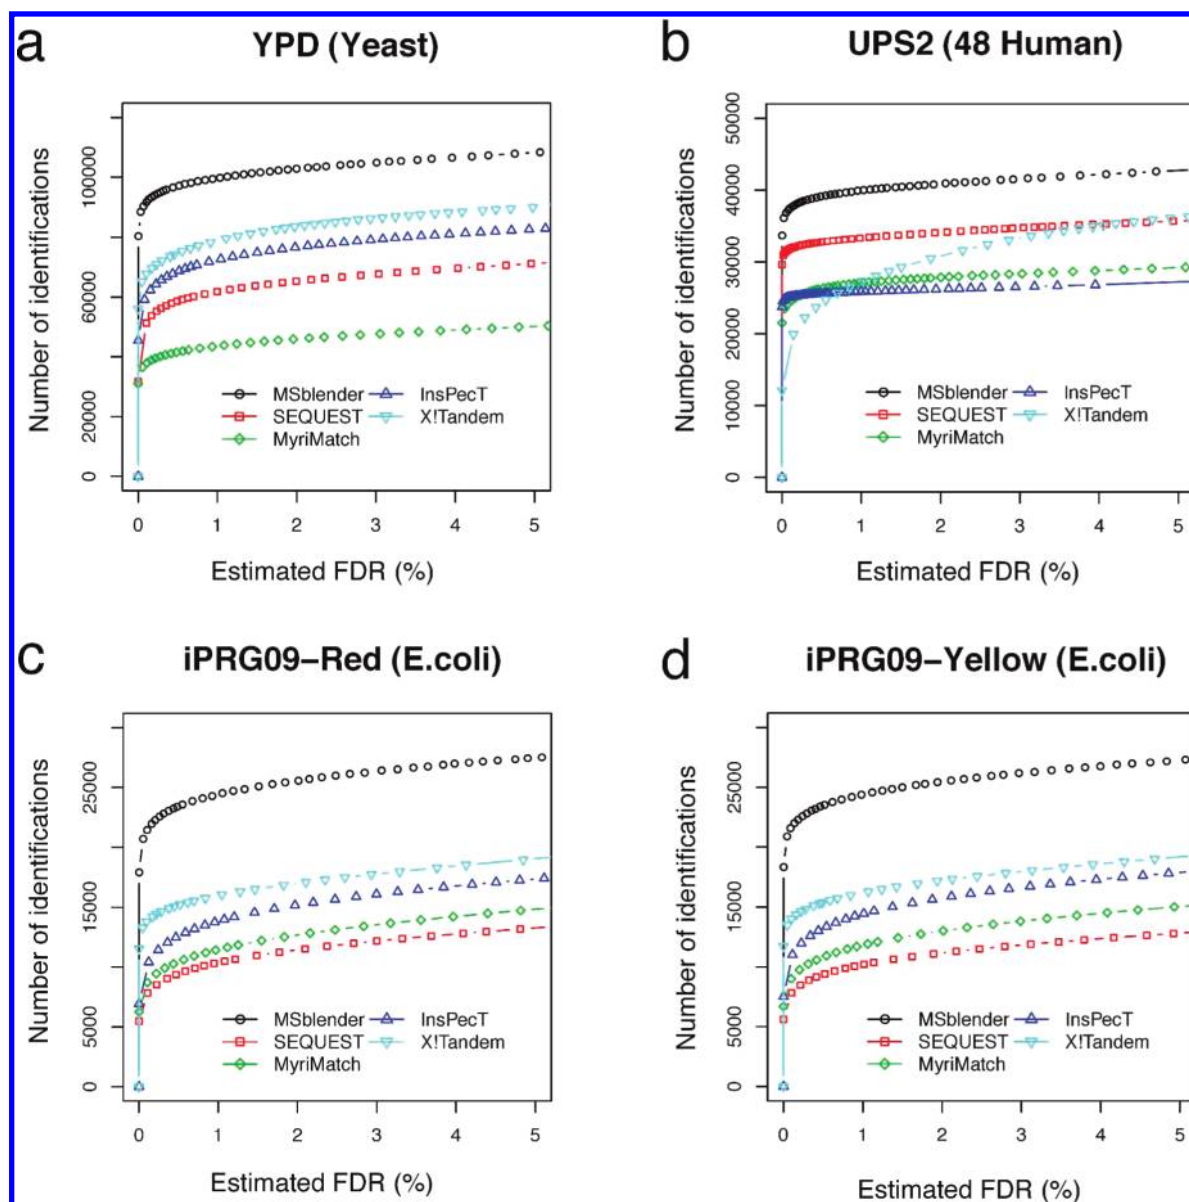 a
YPD (Yeast)
Number of identifications
100000
60000
20000
0
MSblender
InsPecT
SEQUEST
X!Tandem
MyriMatch
0 1 2 3 4 5
Estimated FDR (%)
b
UPS2 (48 Human)
Number of identifications
50000
40000
30000
20000
10000
0
MSblender
InsPecT
SEQUEST
X!Tandem
MyriMatch
0 1 2 3 4 5
Estimated FDR (%)
c
iPRG09–Red (E.coli)
Number of identifications
25000
15000
5000
0
MSblender
InsPecT
SEQUEST
X!Tandem
MyriMatch
0 1 2 3 4 5
Estimated FDR (%)
d
iPRG09–Yellow (E.coli)
Number of identifications
25000
15000
5000
0
MSblender
InsPecT
SEQUEST
X!Tandem
MyriMatch
0 1 2 3 4 5
Estimated FDR (%)